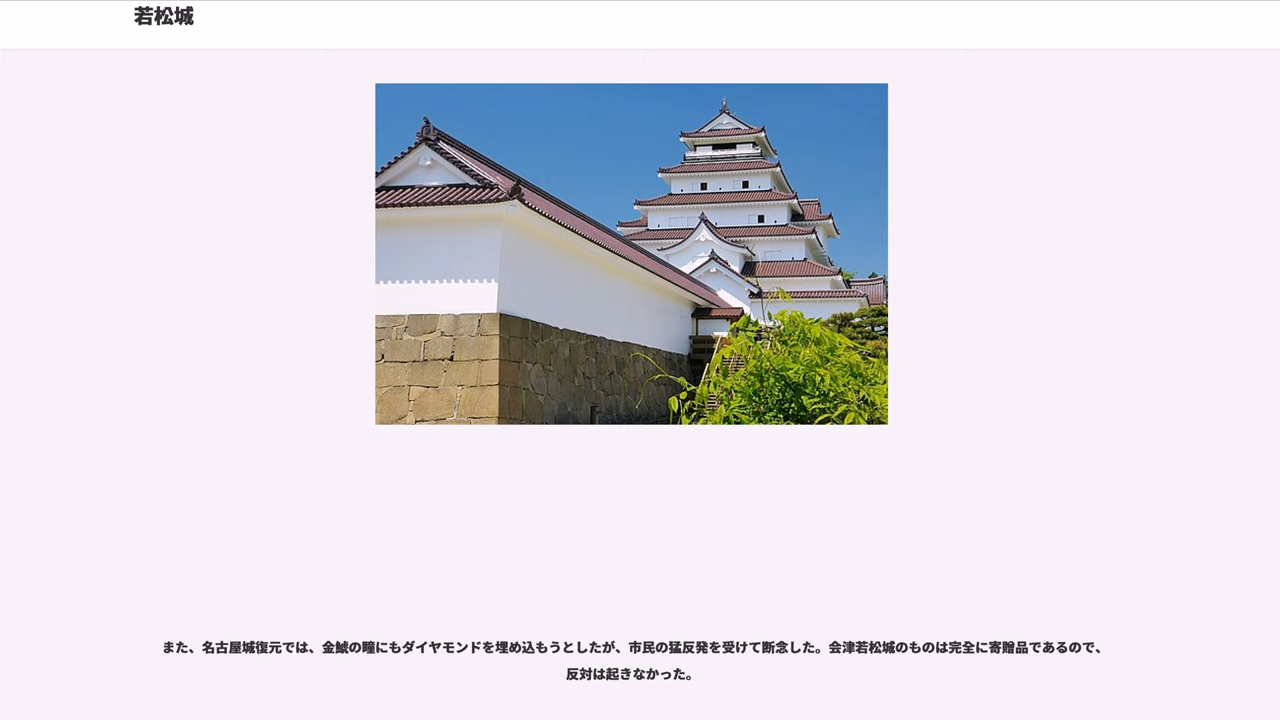 若松城
また、名古屋城復元では、金鯱の瞳にもダイヤモンドを埋め込もうとしたが、市民の猛反発を受けて断念した。会津若松城のものは完全に寄贈品であるので、
反対は起きなかった。